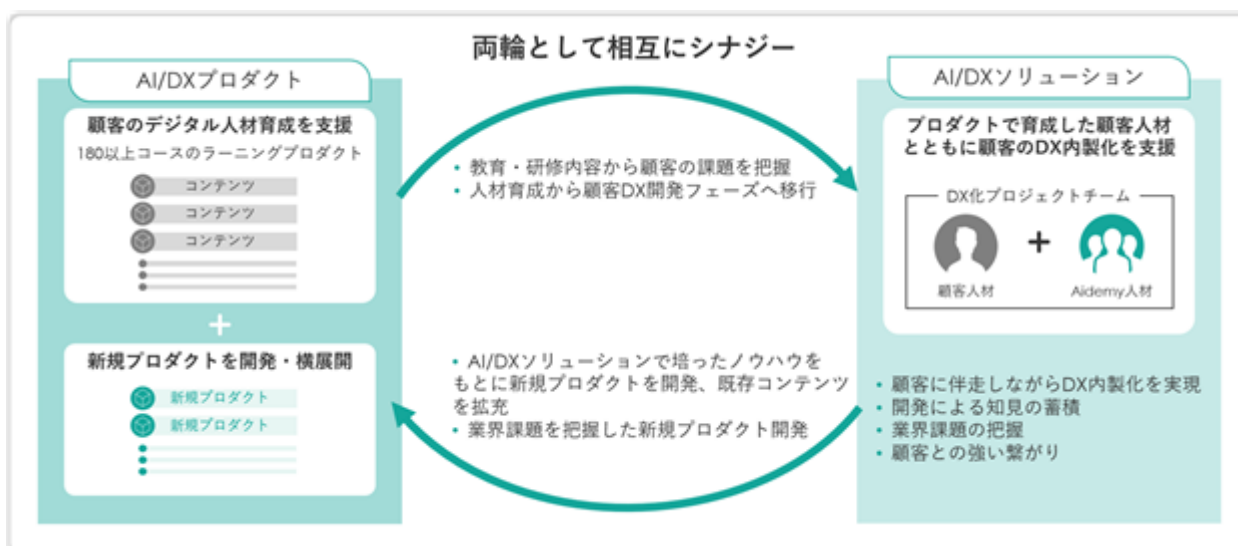 両輪として相互にシナジー
AI/DXプロダクト
顧客のデジタル人材育成を支援
180以上コースのラーニングプロダクト
コンテンツ
コンテンツ
コンテンツ
+
新規プロダクトを開発・横展開
新規プロダクト
新規プロダクト
• 教育・研修内容から顧客の課題を把握
• 人材育成から顧客DX開発フェーズへ移行
• AI/DXソリューションで培ったノウハウを
もとに新規プロダクトを開発、既存コンテンツ
を拡充
• 業界課題を把握した新規プロダクト開発
AI/DXソリューション
プロダクトで育成した顧客人材
とともに顧客のDX内製化を支援
DX化プロジェクトチーム
+
顧客人材
Aidemy人材
• 顧客に伴走しながらDX内製化を実現
• 開発による知見の蓄積
• 業界課題の把握
• 顧客との強い繋がり